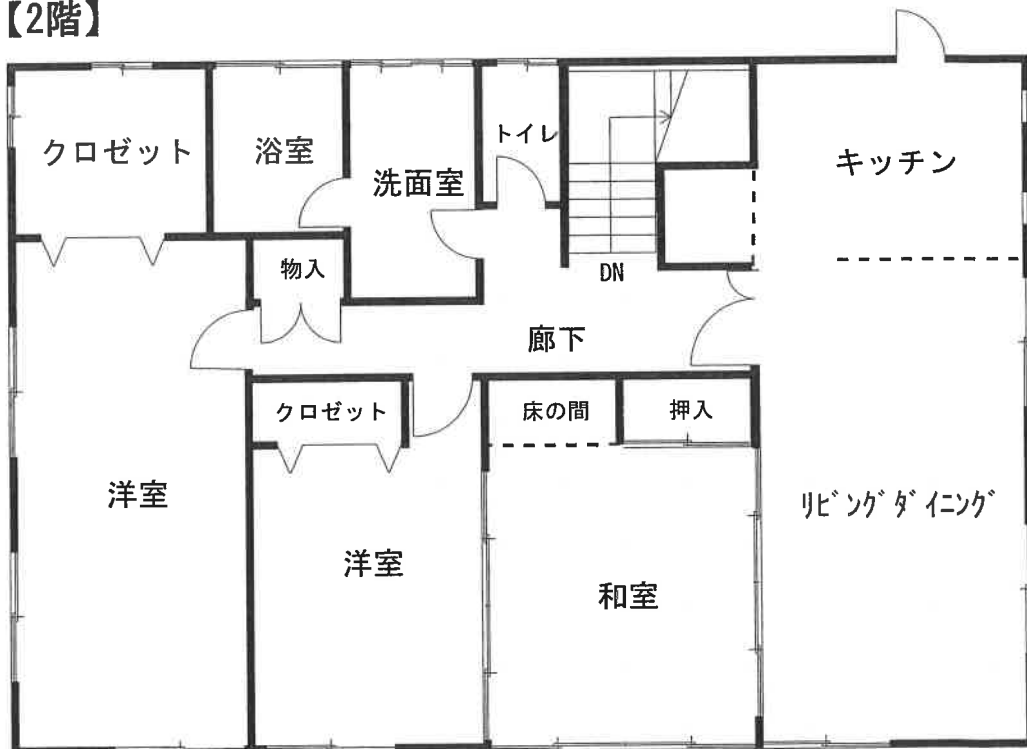 【2階】
クロゼット
浴室
洗面室
トイレ
キッチン
物入
DN
廊下
クロゼット
床の間
押入
洋室
洋室
和室
リビングダイニング